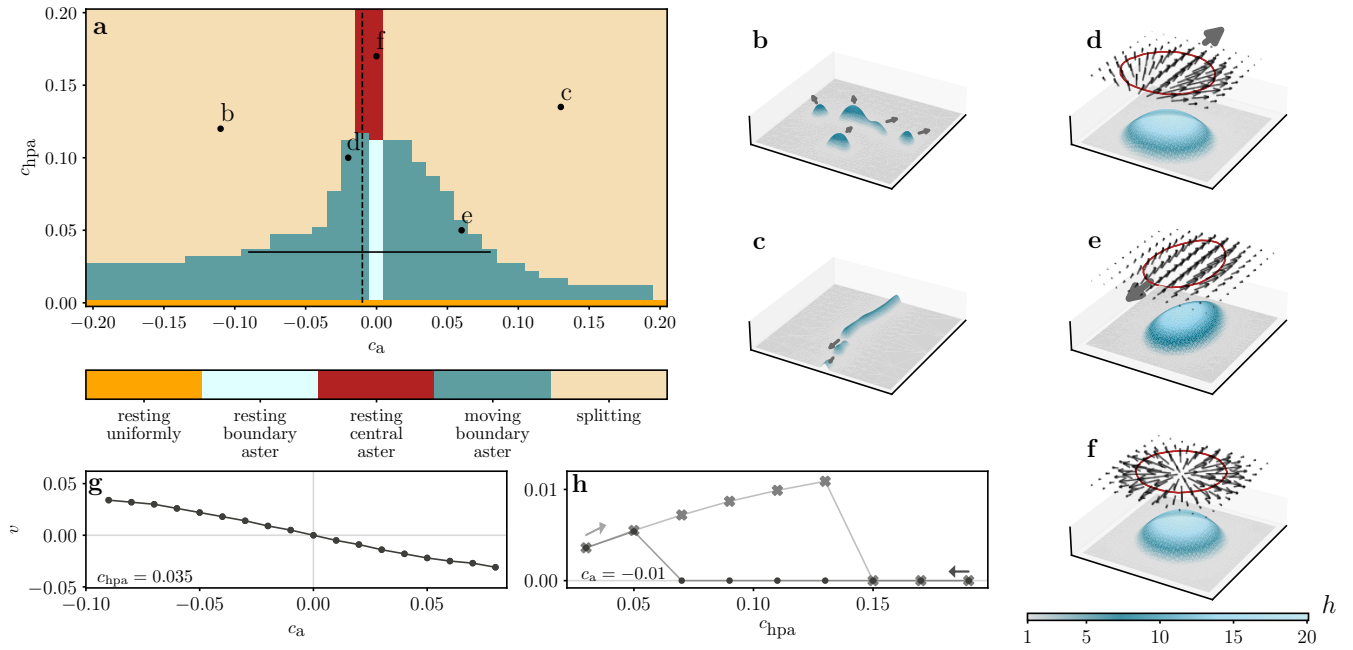 a
0.20
0.15
0.10
0.05
0.00
c_hpa
b
c
d
e
f
−0.20
−0.15
−0.10
−0.05
0.00
0.05
0.10
0.15
0.20
c_a
resting
uniformly
resting
boundary
aster
resting
central
aster
moving
boundary
aster
splitting
b
c
d
e
f
g
0.05
0.00
−0.05
v
c_hpa = 0.035
−0.10
−0.05
0.00
0.05
c_a
h
0.01
0.00
c_a = −0.01
0.05
0.10
0.15
c_hpa
h
1
5
10
15
20